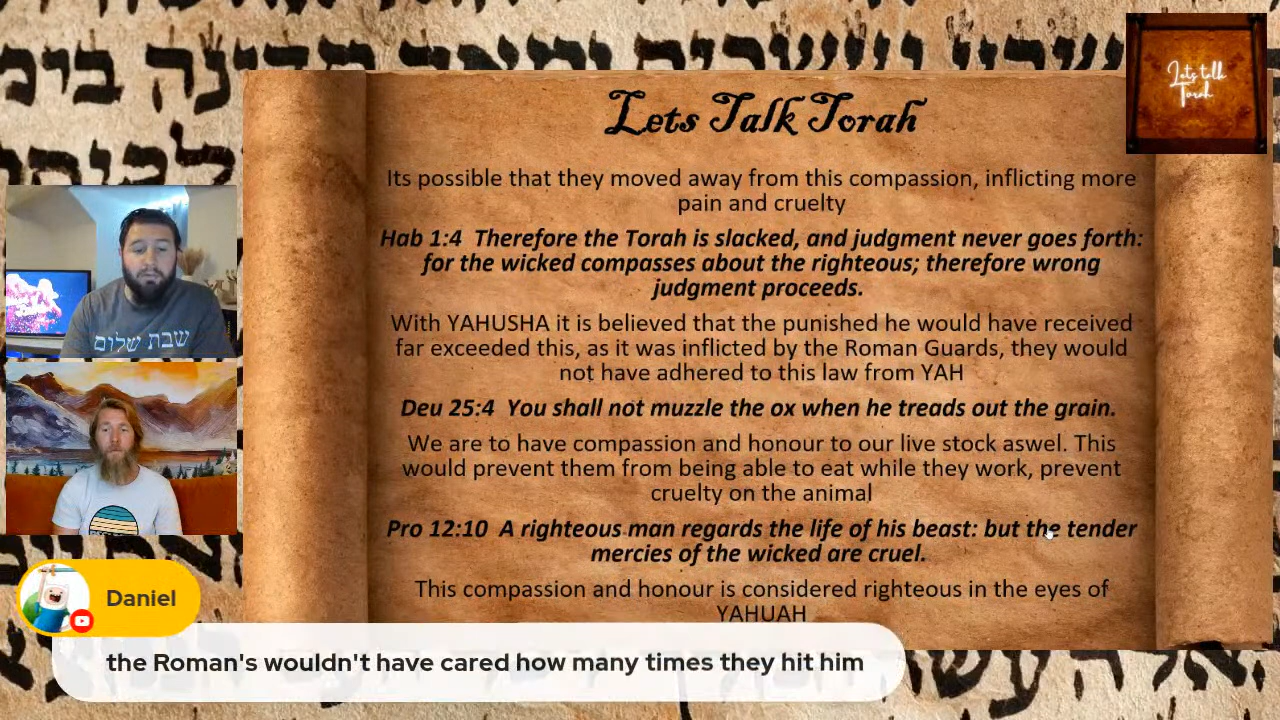 Lets Talk Torah
Lets talk
Torah
Its possible that they moved away from this compassion, inflicting more
pain and cruelty
Hab 1:4 Therefore the Torah is slacked, and judgment never goes forth:
for the wicked compasses about the righteous; therefore wrong
judgment proceeds.
With YAHUSHA it is believed that the punished he would have received
far exceeded this, as it was inflicted by the Roman Guards, they would
not have adhered to this law from YAH
Deu 25:4 You shall not muzzle the ox when he treads out the grain.
We are to have compassion and honour to our live stock aswel. This
would prevent them from being able to eat while they work, prevent
cruelty on the animal
Pro 12:10 A righteous man regards the life of his beast: but the tender
mercies of the wicked are cruel.
This compassion and honour is considered righteous in the eyes of
YAHUAH
שבת שלום
Daniel
the Roman's wouldn't have cared how many times they hit him